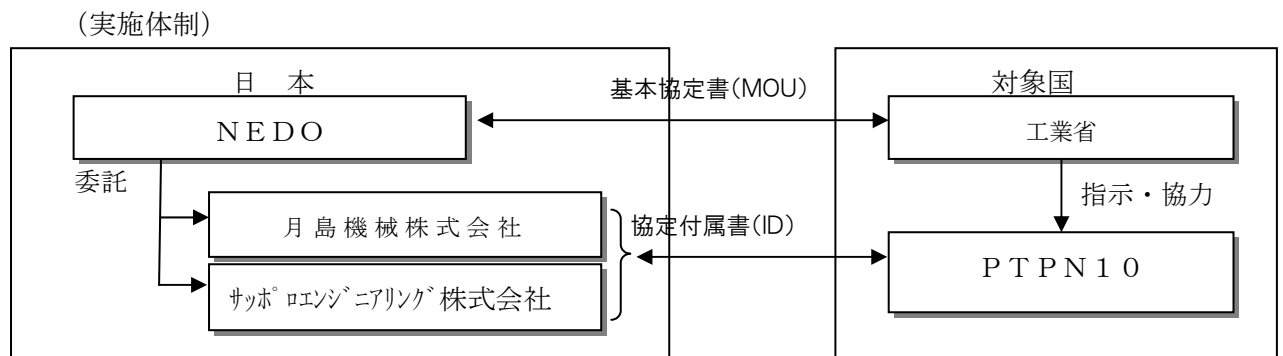 （実施体制）
日　本
基本協定書(MOU)
対象国
ＮＥＤＯ
工業省
委託
指示・協力
月島機械株式会社
協定付属書(ID)
ＰＴＰＮ１０
ｻｯﾎﾟﾛｴﾝｼﾞﾆｱﾘﾝｸﾞ株式会社